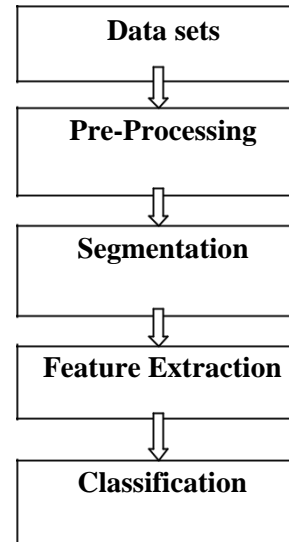 Data sets
Pre-Processing
Segmentation
Feature Extraction
Classification